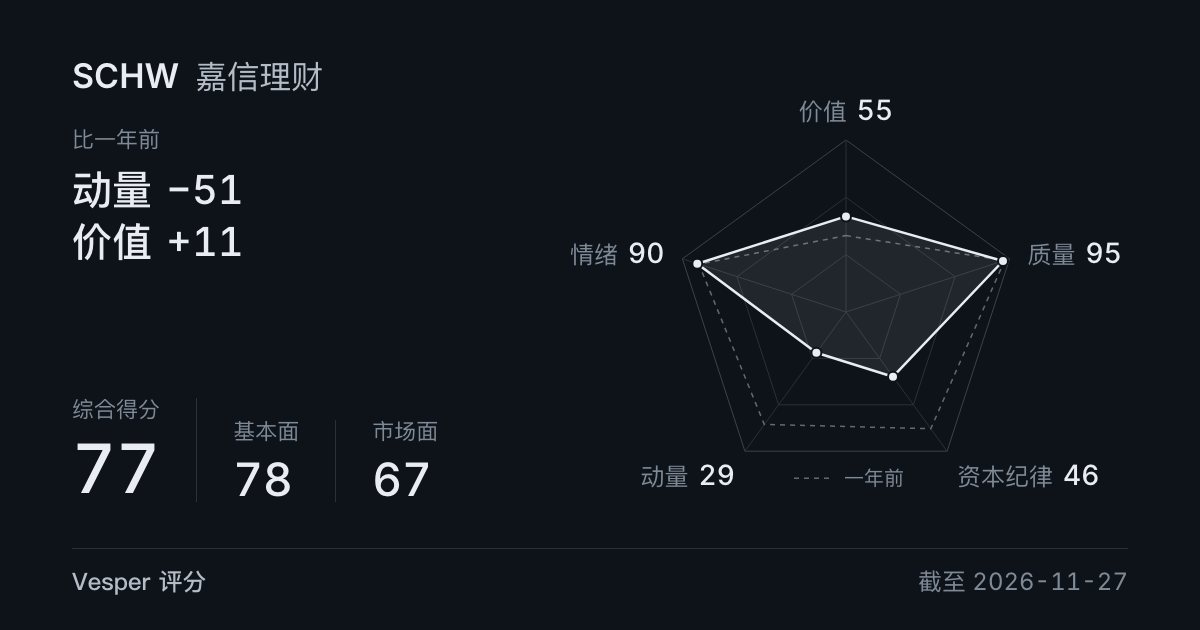 SCHW 嘉信理财
比一年前
动量 −51
价值 +11
综合得分
77
基本面
78
市场面
67
价值 55
情绪 90
质量 95
动量 29
---- 一年前
资本纪律 46
Vesper 评分
截至 2026-11-27